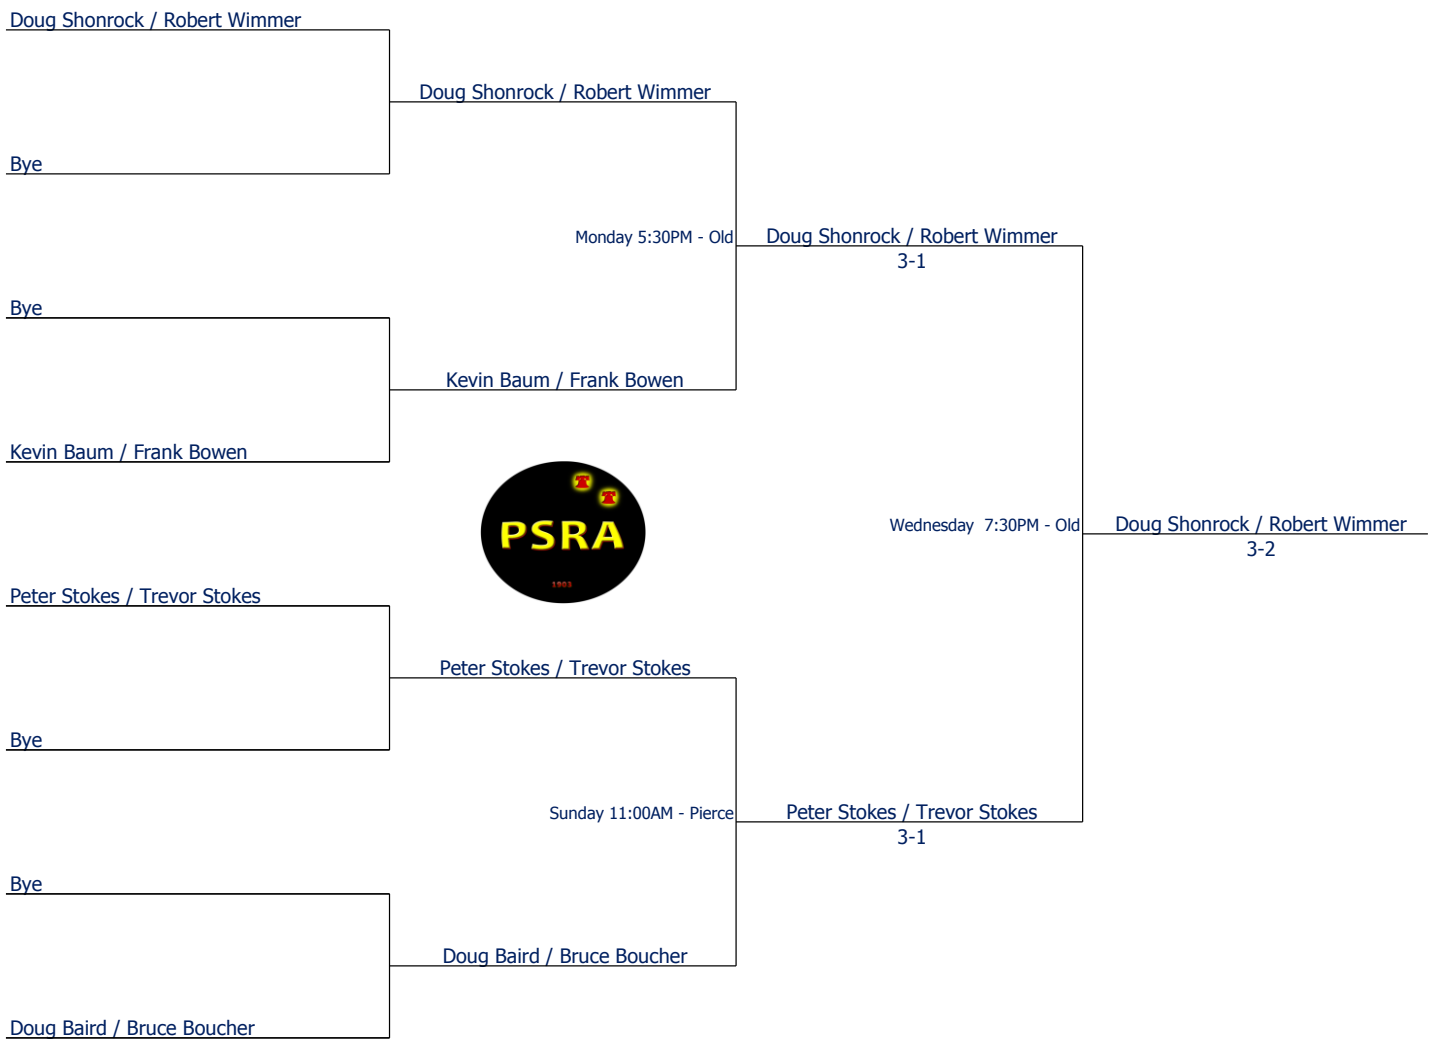 Doug Shonrock / Robert Wimmer
Doug Shonrock / Robert Wimmer
Bye
Monday 5:30PM - Old
Doug Shonrock / Robert Wimmer
3-1
Bye
Kevin Baum / Frank Bowen
Kevin Baum / Frank Bowen
PSRA
1903
Wednesday  7:30PM - Old
Doug Shonrock / Robert Wimmer
3-2
Peter Stokes / Trevor Stokes
Peter Stokes / Trevor Stokes
Bye
Sunday 11:00AM - Pierce
Peter Stokes / Trevor Stokes
3-1
Bye
Doug Baird / Bruce Boucher
Doug Baird / Bruce Boucher